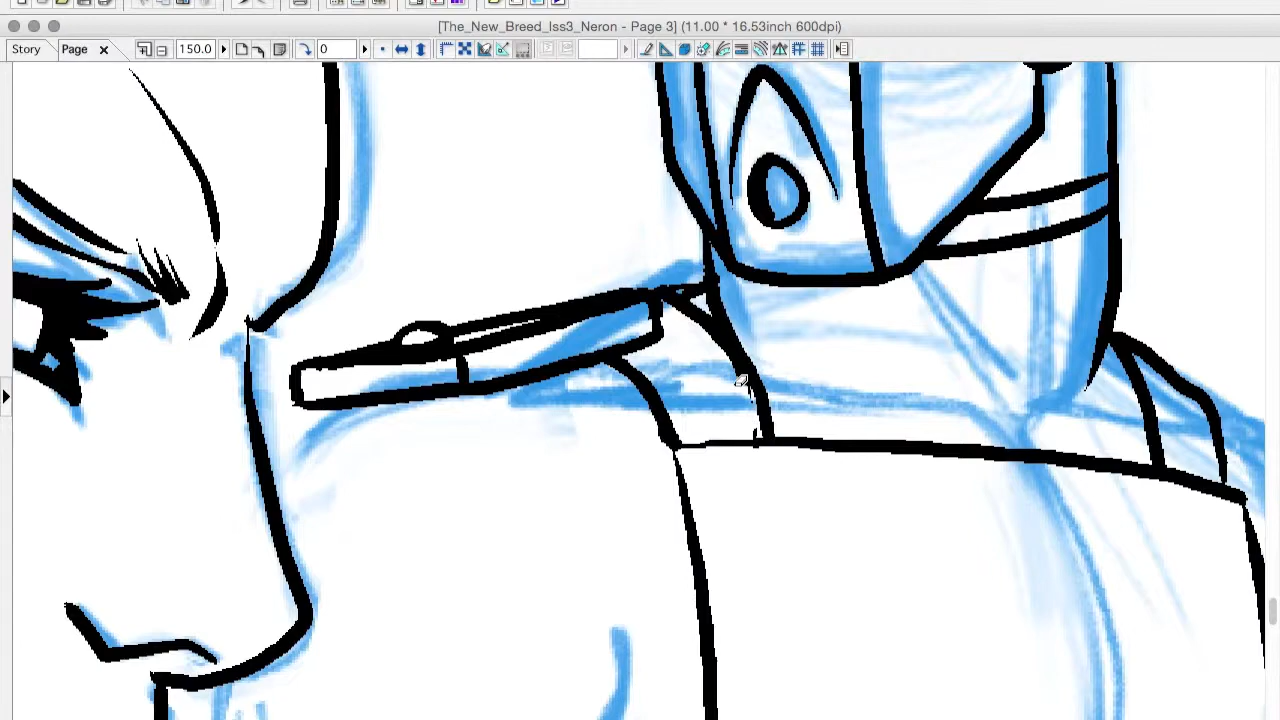 [The_New_Breed_Iss3_Neron - Page 3] (11.00 * 16.53inch 600dpi)
Story Page 150.0 0